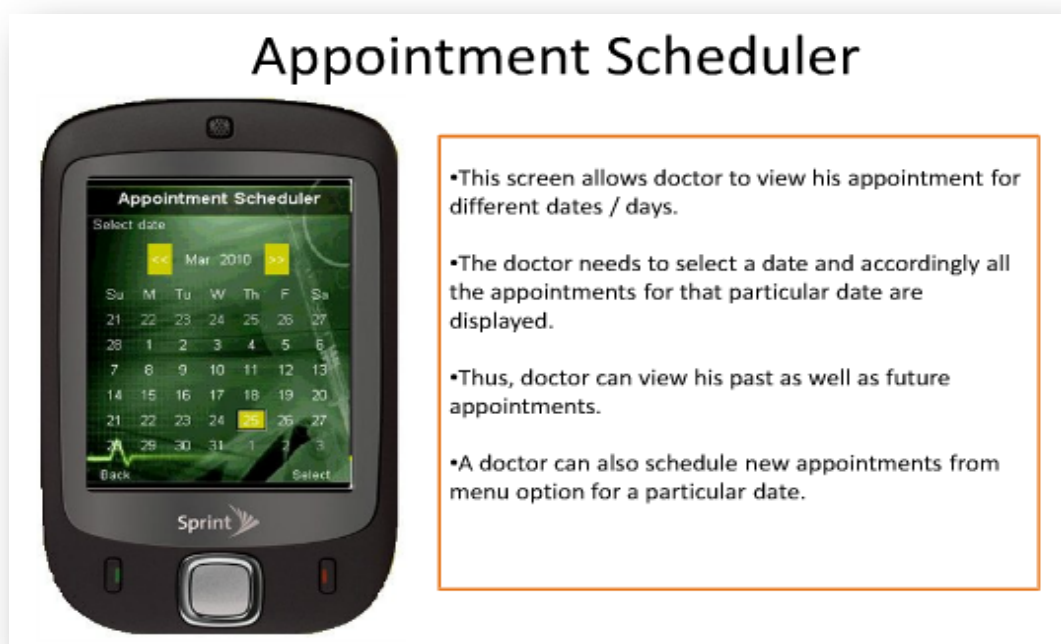 Appointment Scheduler
Appointment Scheduler
Select date
<< Mar 2010 >>
Su M Tu W Th F Sa
21 22 23 24 25 26 27
28 1 2 3 4 5 6
7 8 9 10 11 12 13
14 15 16 17 18 19 20
21 22 23 24 25 26 27
28 29 30 31 1 2 3
Back Select
Sprint
•This screen allows doctor to view his appointment for
different dates / days.
•The doctor needs to select a date and accordingly all
the appointments for that particular date are
displayed.
•Thus, doctor can view his past as well as future
appointments.
•A doctor can also schedule new appointments from
menu option for a particular date.